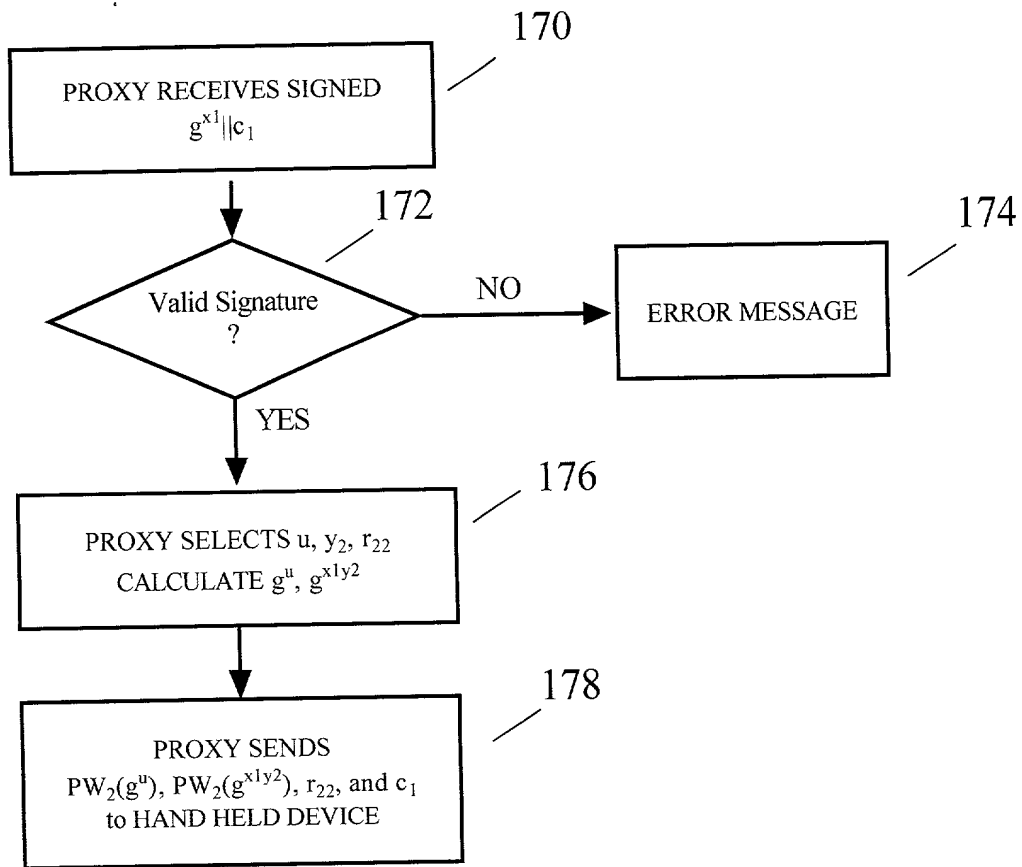 170
PROXY RECEIVES SIGNED
g^x1||c₁
172
174
Valid Signature
?
NO
ERROR MESSAGE
YES
176
PROXY SELECTS u, y₂, r₂₂
CALCULATE g^u, g^x1y2
178
PROXY SENDS
PW₂(g^u), PW₂(g^x1y2), r₂₂, and c₁
to HAND HELD DEVICE